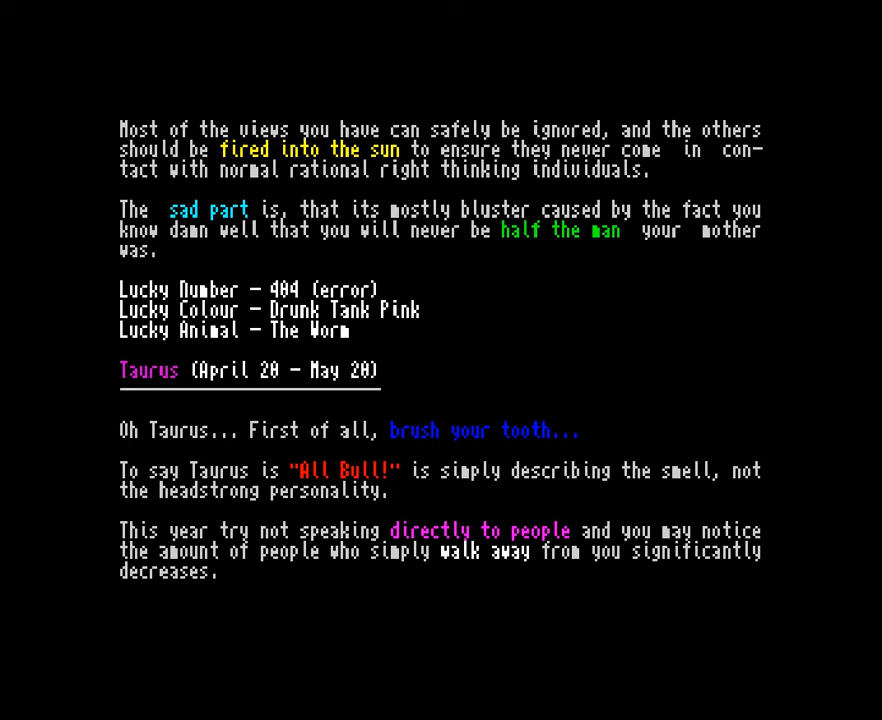 Most of the views you have can safely be ignored, and the others
should be fired into the sun to ensure they never come  in  con-
tact with normal rational right thinking individuals.
The  sad part is, that its mostly bluster caused by the fact you
know damn well that you will never be half the man  your  mother
was.
Lucky Number - 404 (error)
Lucky Colour - Drunk Tank Pink
Lucky Animal - The Worm
Taurus (April 20 - May 20)
Oh Taurus... First of all, brush your tooth...
To say Taurus is "All Bull!" is simply describing the smell, not
the headstrong personality.
This year try not speaking directly to people and you may notice
the amount of people who simply walk away from you significantly
decreases.